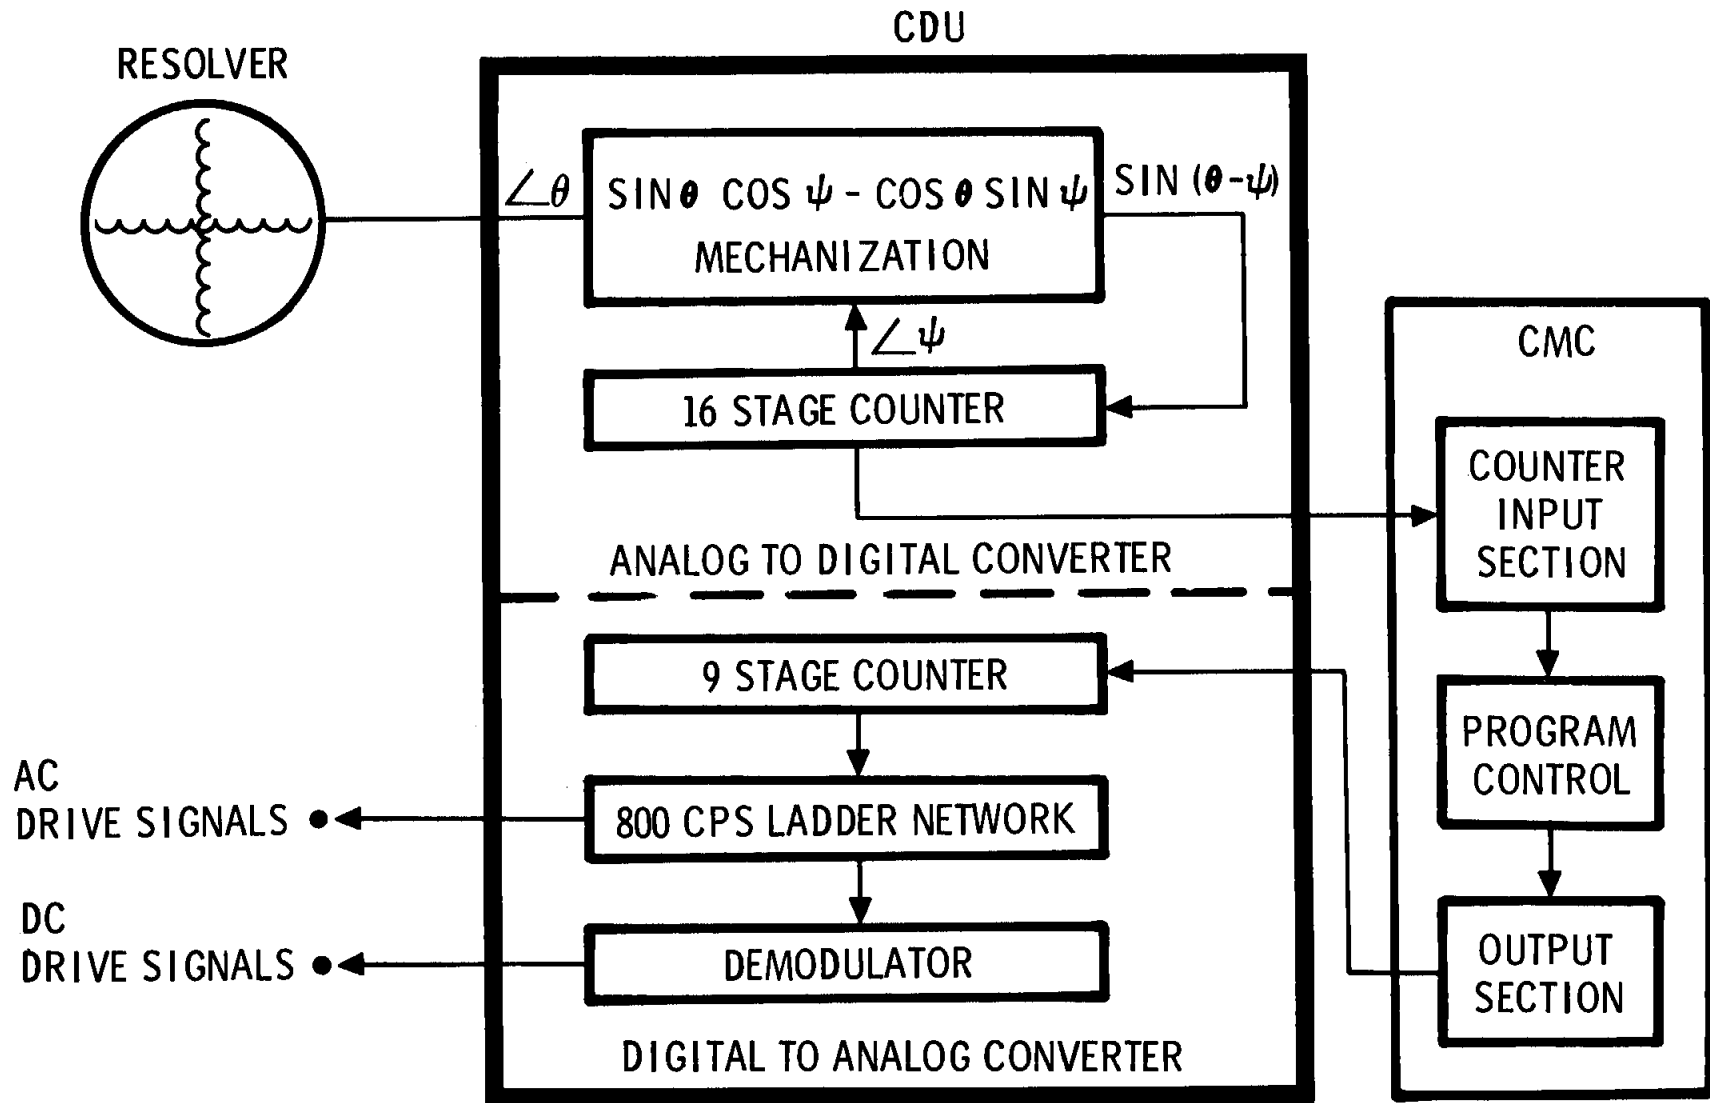 CDU
RESOLVER
∠θ
SIN θ COS ψ - COS θ SIN ψ
MECHANIZATION
SIN (θ-ψ)
∠ψ
16 STAGE COUNTER
ANALOG TO DIGITAL CONVERTER
9 STAGE COUNTER
800 CPS LADDER NETWORK
DEMODULATOR
DIGITAL TO ANALOG CONVERTER
AC
DRIVE SIGNALS
DC
DRIVE SIGNALS
CMC
COUNTER
INPUT
SECTION
PROGRAM
CONTROL
OUTPUT
SECTION